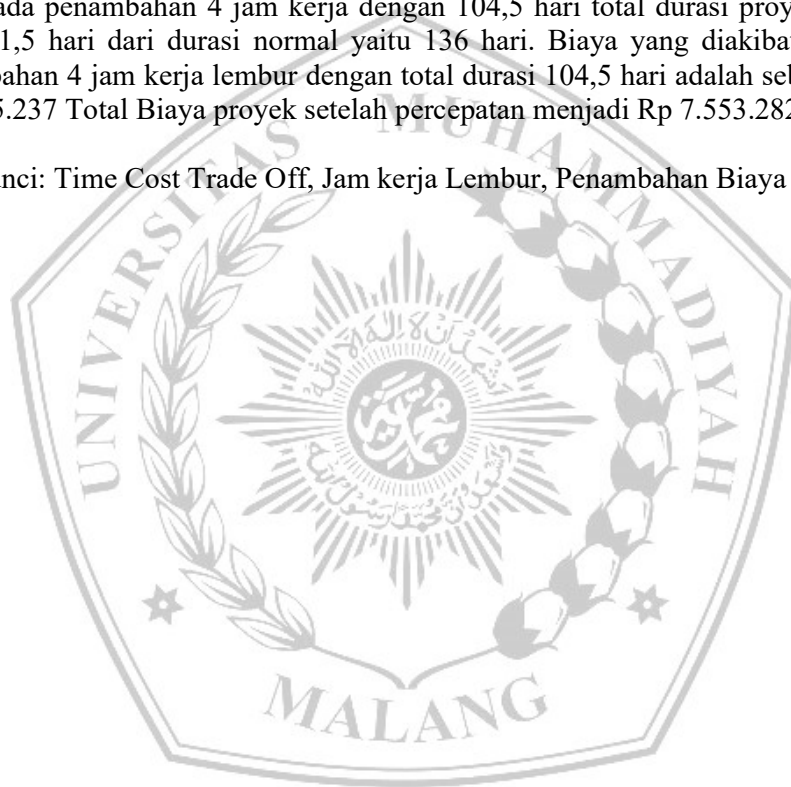 ada penambahan 4 jam kerja dengan 104,5 hari total durasi proy
1,5 hari dari durasi normal yaitu 136 hari. Biaya yang diakibat
bahan 4 jam kerja lembur dengan total durasi 104,5 hari adalah seb
5.237 Total Biaya proyek setelah percepatan menjadi Rp 7.553.282
nci: Time Cost Trade Off, Jam kerja Lembur, Penambahan Biaya
UNIVERSITAS MUHAMMADIYAH
MALANG